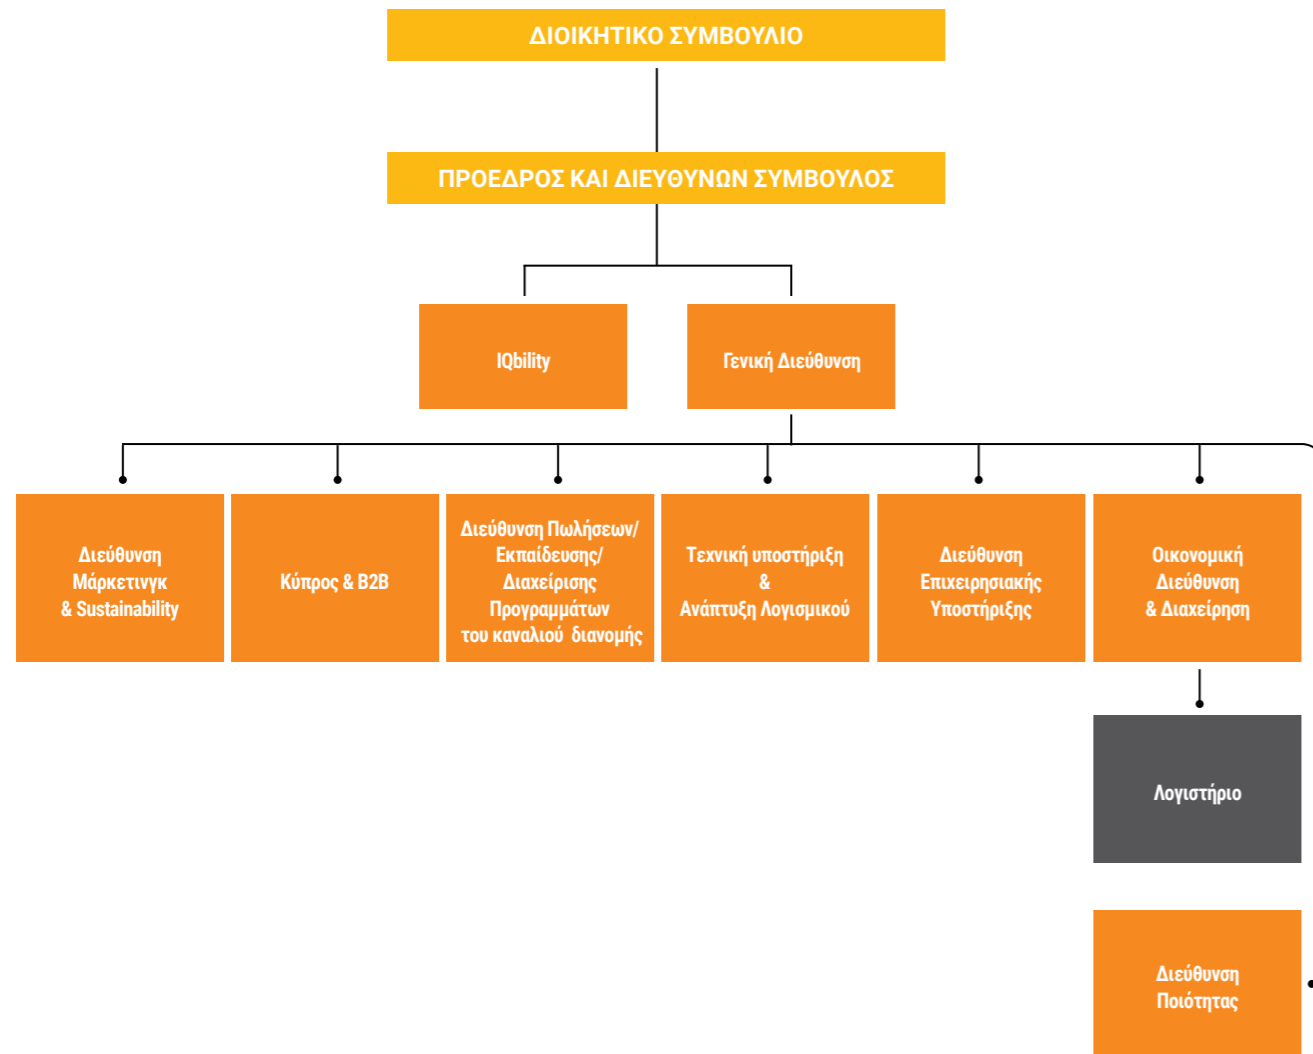 ΔΙΟΙΚΗΤΙΚΟ ΣΥΜΒΟΥΛΙΟ
ΠΡΟΕΔΡΟΣ ΚΑΙ ΔΙΕΥΘΥΝΩΝ ΣΥΜΒΟΥΛΟΣ
IQbility
Γενική Διεύθυνση
Διεύθυνση
Μάρκετινγκ
& Sustainability
Κύπρος & B2B
Διεύθυνση Πωλήσεων/
Εκπαίδευσης/
Διαχείρισης
Προγραμμάτων
του καναλιού διανομής
Τεχνική υποστήριξη
&
Ανάπτυξη Λογισμικού
Διεύθυνση
Επιχειρησιακής
Υποστήριξης
Οικονομική
Διεύθυνση
& Διαχείρηση
Λογιστήριο
Διεύθυνση
Ποιότητας